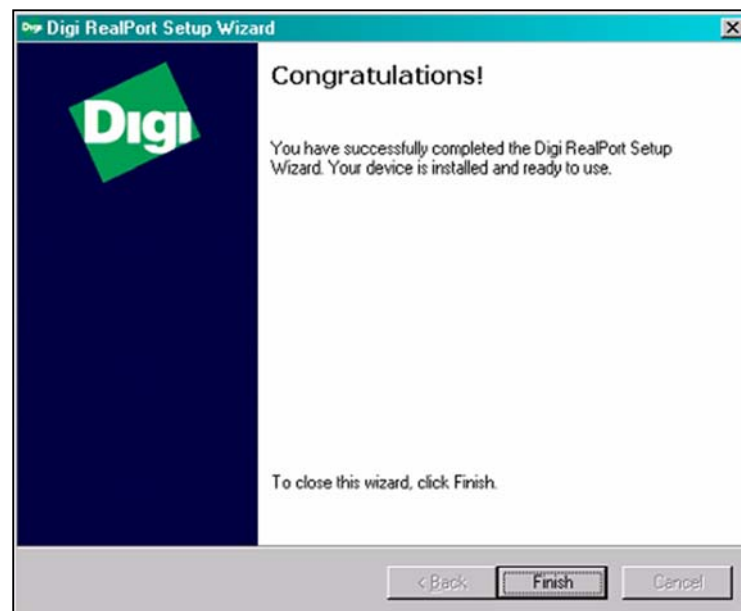 Digi RealPort Setup Wizard
Digi
Congratulations!
You have successfully completed the Digi RealPort Setup
Wizard. Your device is installed and ready to use.
To close this wizard, click Finish.
< Back
Finish
Cancel